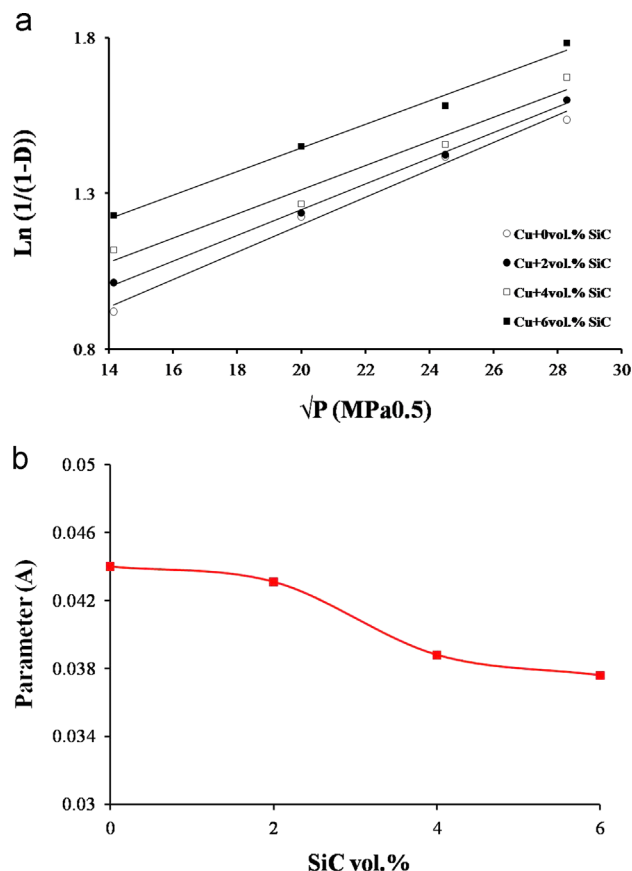 a
1.8
1.3
0.8
Ln (1/(1-D))
Cu+0vol.% SiC
Cu+2vol.% SiC
Cu+4vol.% SiC
Cu+6vol.% SiC
14 16 18 20 22 24 26 28 30
√P (MPa0.5)
b
0.05
0.046
0.042
0.038
0.034
0.03
Parameter (A)
0 2 4 6
SiC vol.%